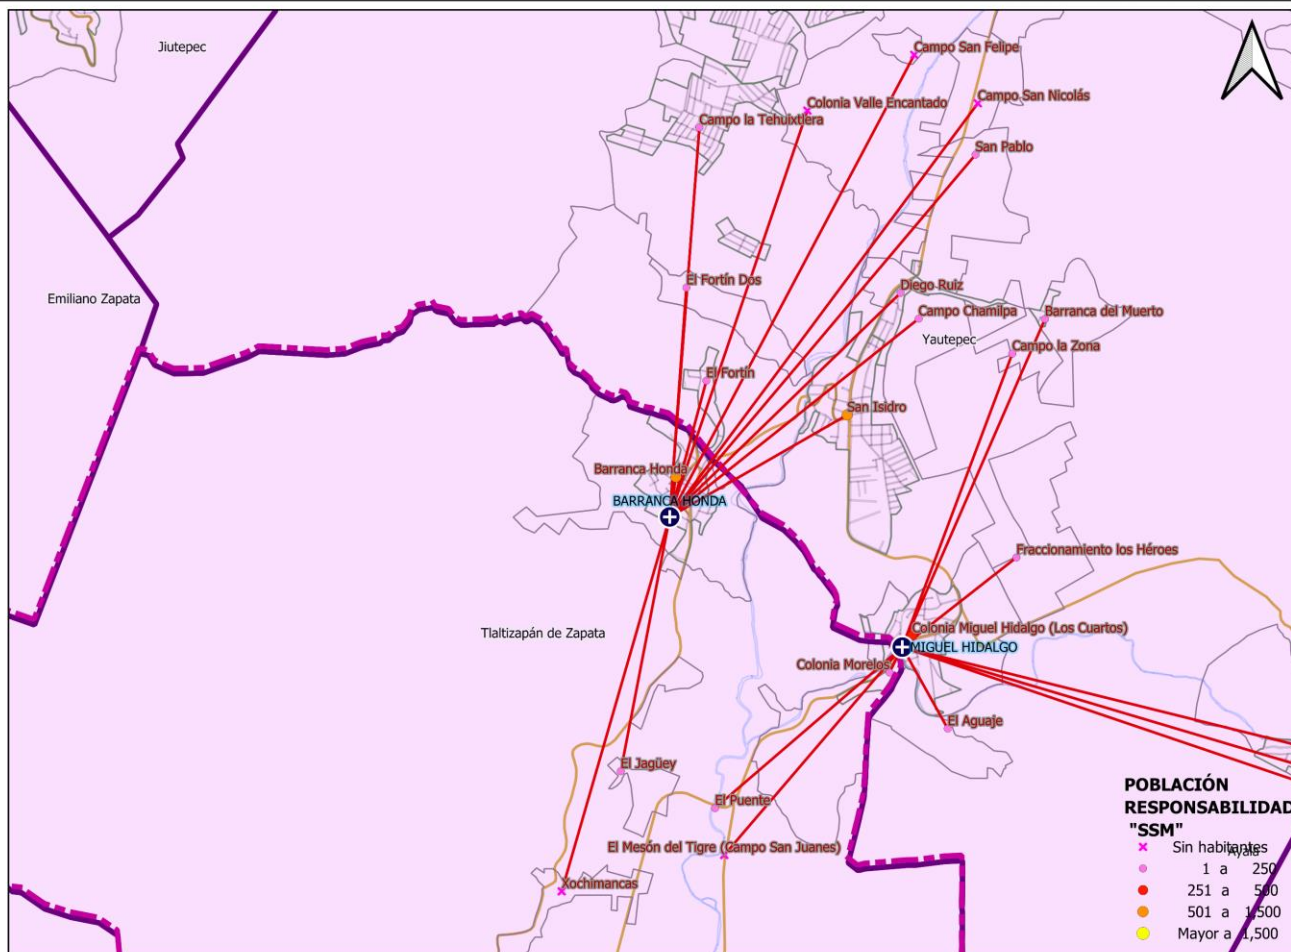 Jiutepec
Campo San Felipe
Colonia Valle Encantado
Campo San Nicolás
Campo la Tehuixtlera
San Pablo
El Fortín Dos
Diego Ruiz
Emiliano Zapata
Campo Chamilpa
Barranca del Muerto
Yautepec
Campo la Zona
El Fortín
San Isidro
Barranca Honda
BARRANCA HONDA
Fraccionamiento los Héroes
Colonia Miguel Hidalgo (Los Cuartos)
Tlaltizapán de Zapata
MIGUEL HIDALGO
Colonia Morelos
El Aguaje
El Jagüey
El Puente
El Mesón del Tigre (Campo San Juanes)
Xochimancas
POBLACIÓN
RESPONSABILIDAD
"SSM"
Sin habitantes
Ayala
1 a 250
251 a 500
501 a 1,500
Mayor a 1,500